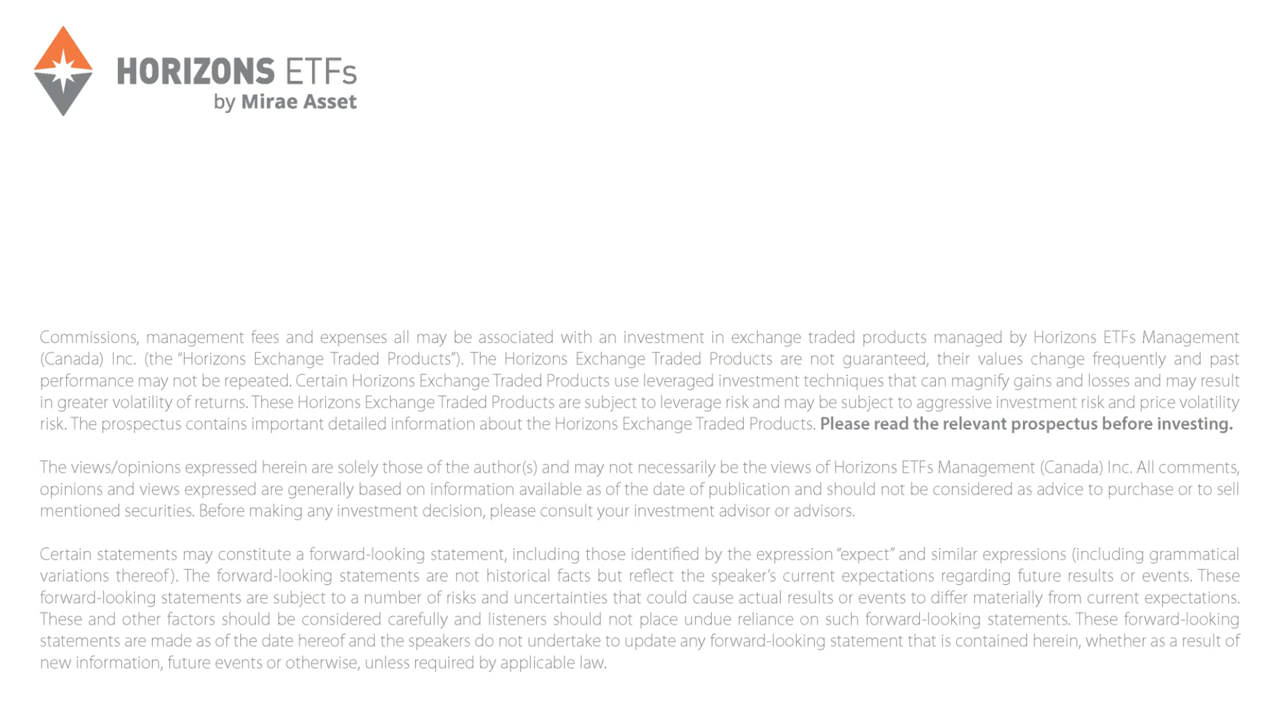 HORIZONS ETFs
by Mirae Asset
Commissions, management fees and expenses all may be associated with an investment in exchange traded products managed by Horizons ETFs Management
(Canada) Inc. (the “Horizons Exchange Traded Products”). The Horizons Exchange Traded Products are not guaranteed, their values change frequently and past
performance may not be repeated. Certain Horizons Exchange Traded Products use leveraged investment techniques that can magnify gains and losses and may result
in greater volatility of returns. These Horizons Exchange Traded Products are subject to leverage risk and may be subject to aggressive investment risk and price volatility
risk. The prospectus contains important detailed information about the Horizons Exchange Traded Products. Please read the relevant prospectus before investing.
The views/opinions expressed herein are solely those of the author(s) and may not necessarily be the views of Horizons ETFs Management (Canada) Inc. All comments,
opinions and views expressed are generally based on information available as of the date of publication and should not be considered as advice to purchase or to sell
mentioned securities. Before making any investment decision, please consult your investment advisor or advisors.
Certain statements may constitute a forward-looking statement, including those identified by the expression “expect” and similar expressions (including grammatical
variations thereof). The forward-looking statements are not historical facts but reflect the speaker’s current expectations regarding future results or events. These
forward-looking statements are subject to a number of risks and uncertainties that could cause actual results or events to differ materially from current expectations.
These and other factors should be considered carefully and listeners should not place undue reliance on such forward-looking statements. These forward-looking
statements are made as of the date hereof and the speakers do not undertake to update any forward-looking statement that is contained herein, whether as a result of
new information, future events or otherwise, unless required by applicable law.